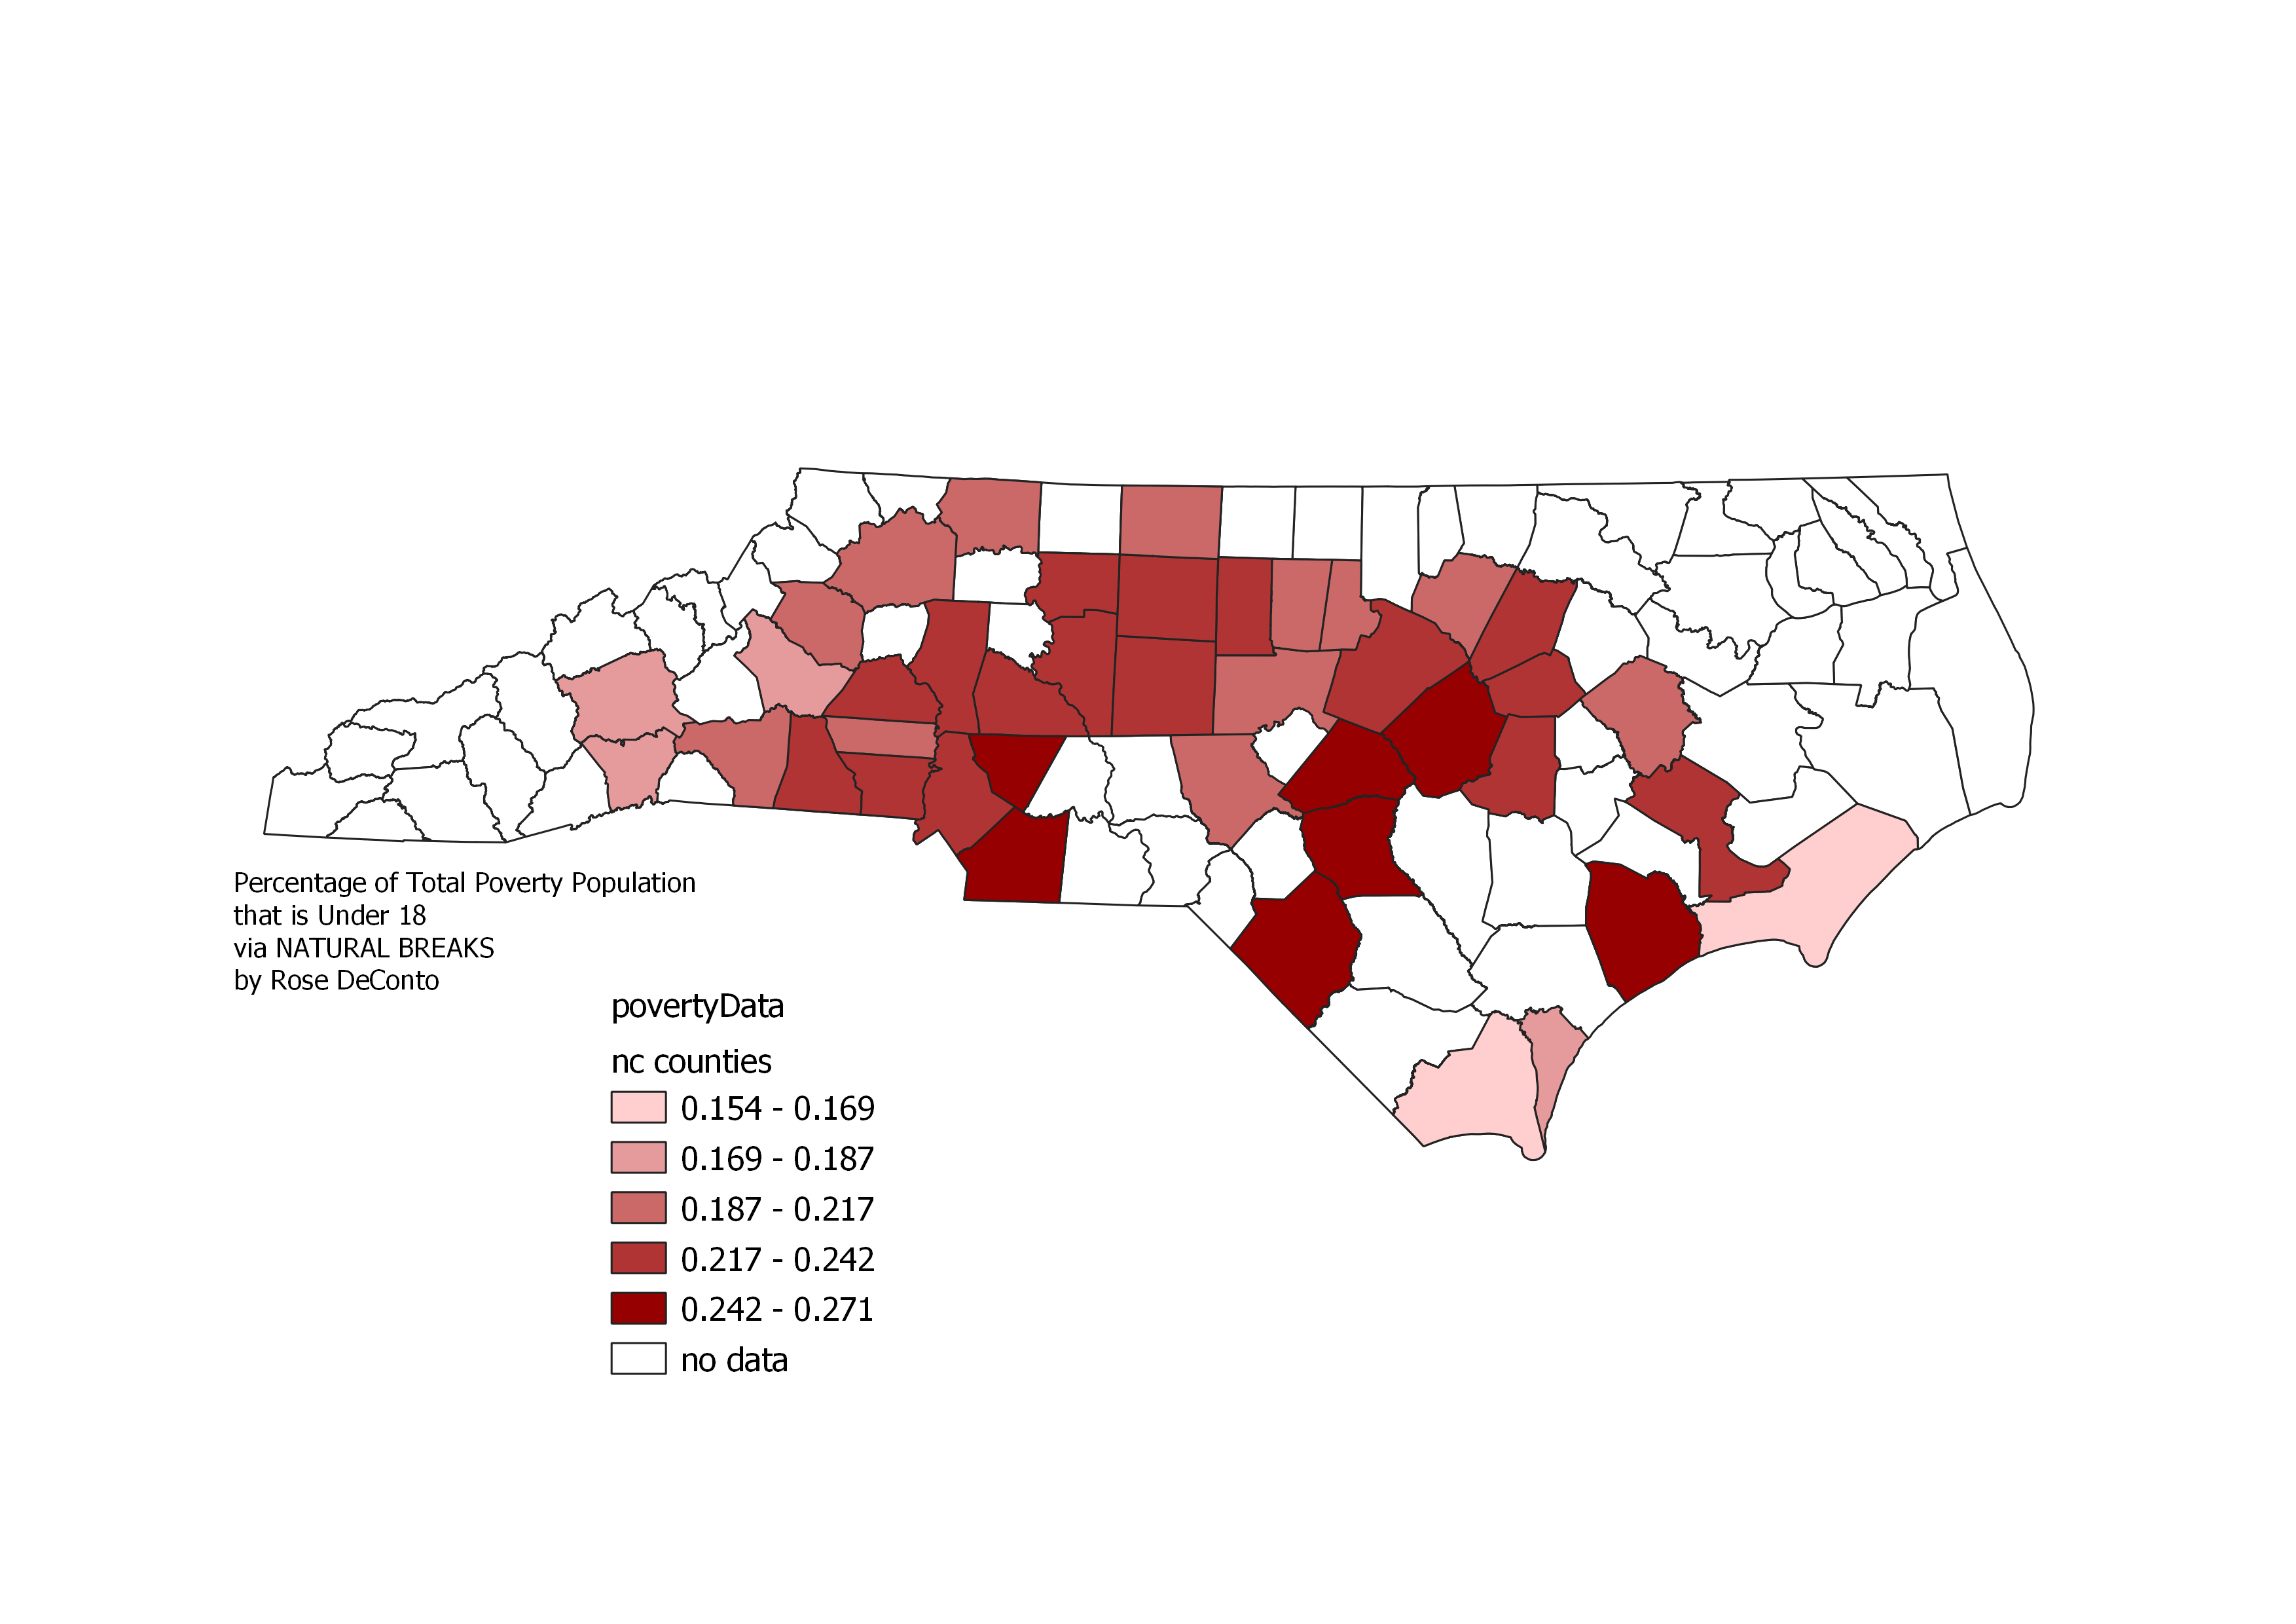 Percentage of Total Poverty Population
that is Under 18
via NATURAL BREAKS
by Rose DeConto
povertyData
nc counties
0.154 - 0.169
0.169 - 0.187
0.187 - 0.217
0.217 - 0.242
0.242 - 0.271
no data